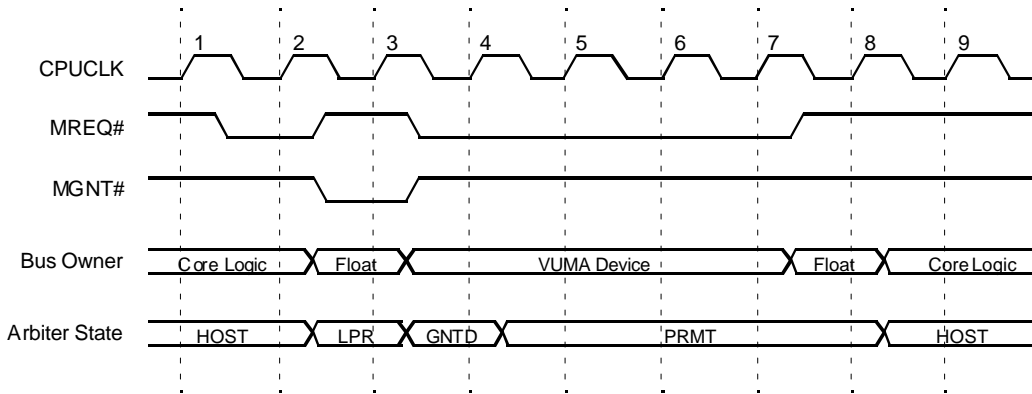 1 2 3 4 5 6 7 8 9
CPUCLK
MREQ#
MGNT#
Bus Owner Core Logic Float VUMA Device Float Core Logic
Arbiter State HOST LPR GNTD PRMT HOST